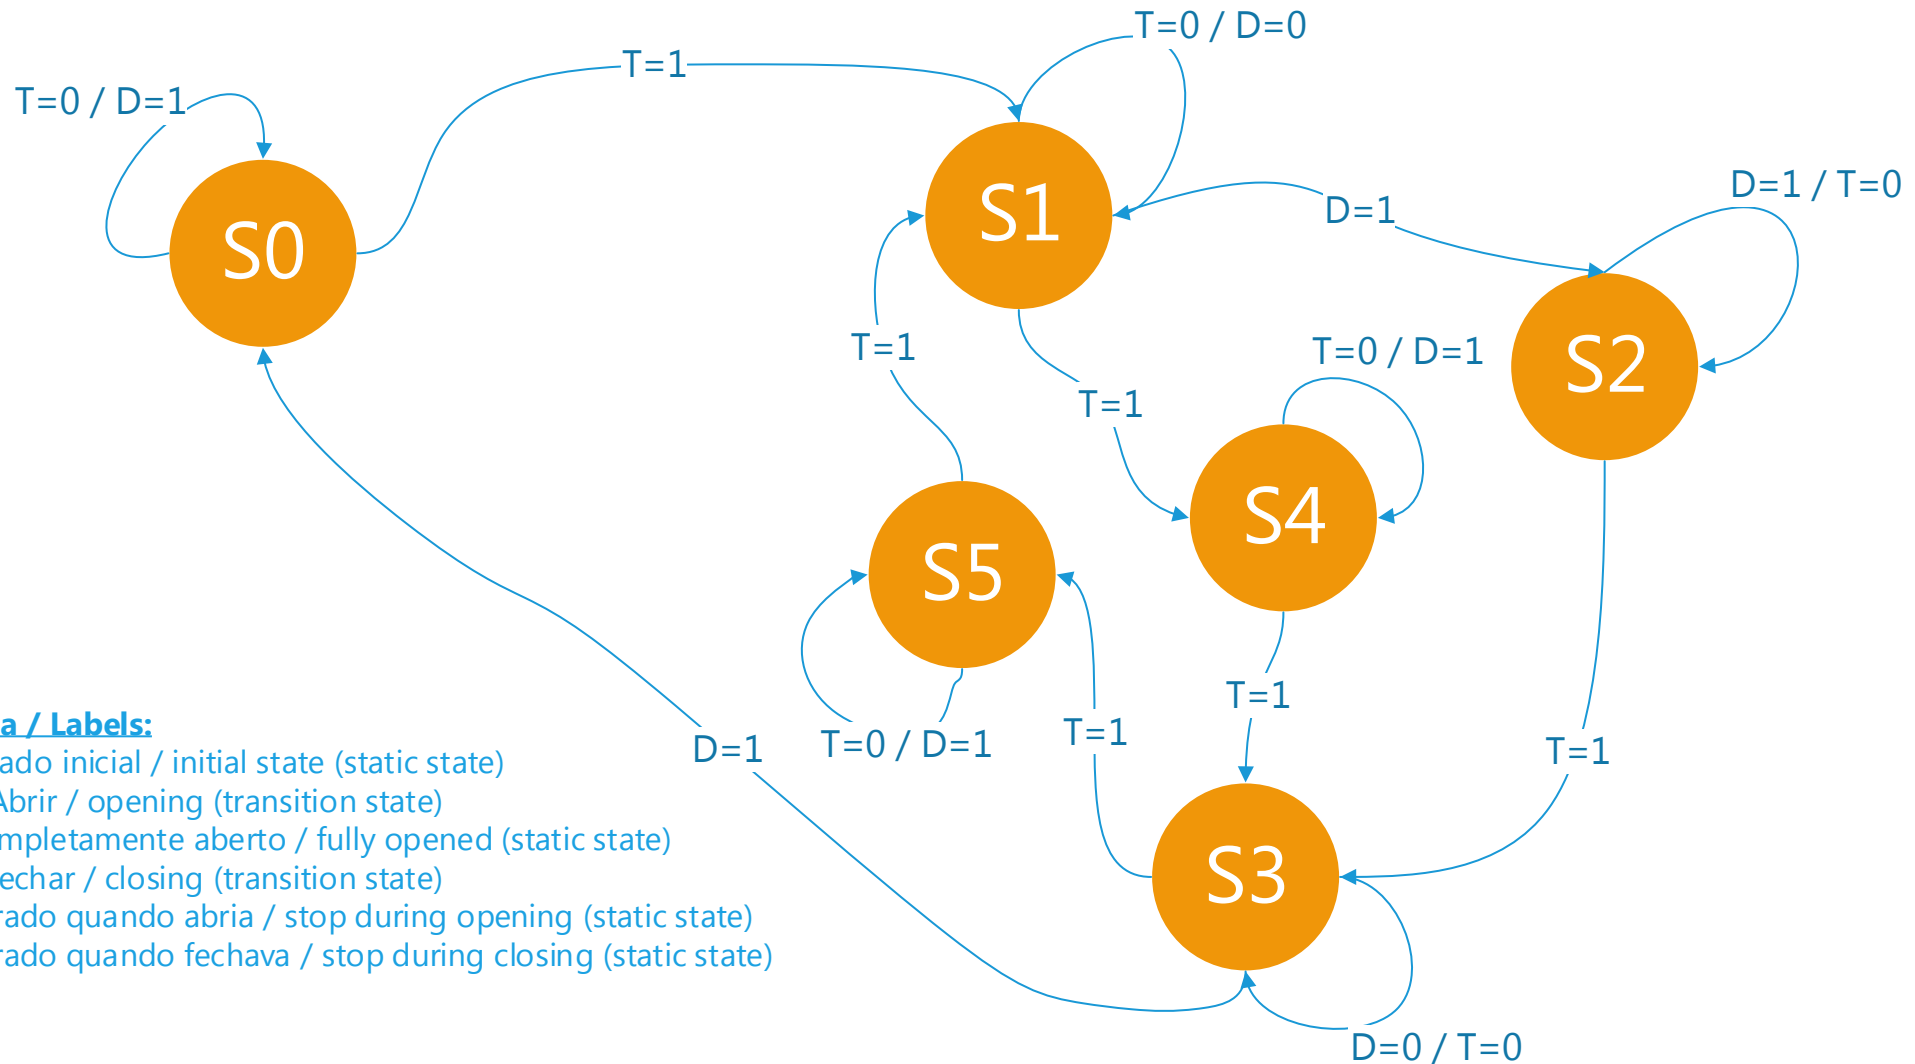 T=0 / D=0
T=1
T=0 / D=1
S1
D=1 / T=0
D=1
S0
T=1
T=0 / D=1
S2
T=1
S4
S5
T=1
a / Labels:
T=1
D=1
T=0 / D=1
T=1
ado inicial / initial state (static state)
Abrir / opening (transition state)
mpletamente aberto / fully opened (static state)
echar / closing (transition state)
S3
rado quando abria / stop during opening (static state)
rado quando fechava / stop during closing (static state)
D=0 / T=0